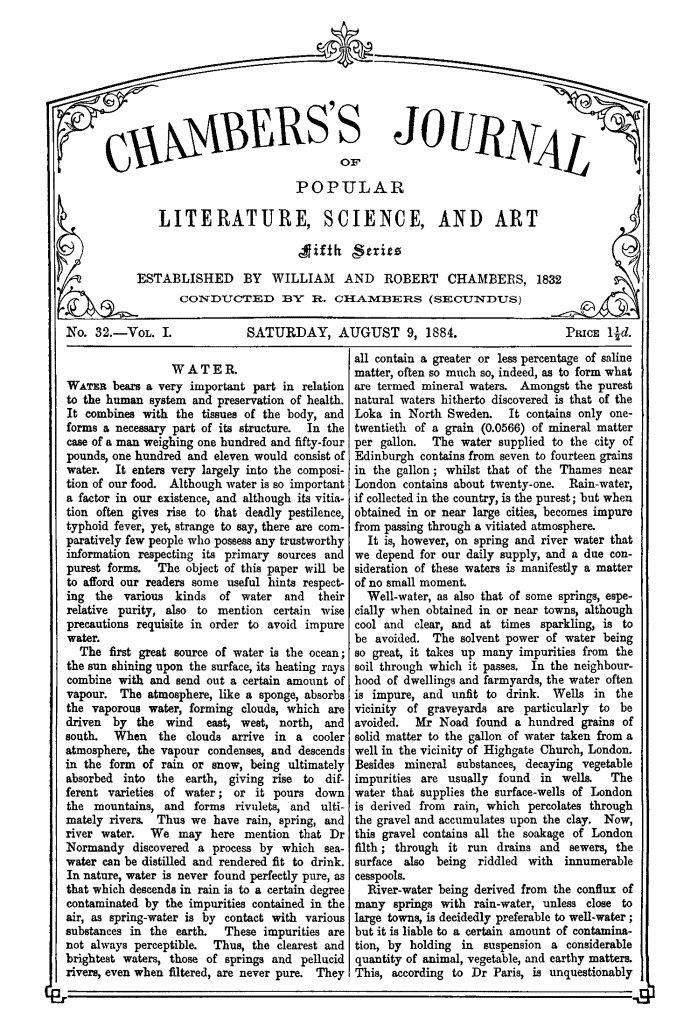 CHAMBERS'S JOURNAL
OF
POPULAR
LITERATURE, SCIENCE, AND ART
Fifth Series
ESTABLISHED BY WILLIAM AND ROBERT CHAMBERS, 1832
CONDUCTED BY R. CHAMBERS (SECUNDUS)
No. 32.—Vol. I.
SATURDAY, AUGUST 9, 1884.
Price 1½d.
WATER.
Water bears a very important part in relation
to the human system and preservation of health.
It combines with the tissues of the body, and
forms a necessary part of its structure. In the
case of a man weighing one hundred and fifty-four
pounds, one hundred and eleven would consist of
water. It enters very largely into the composi-
tion of our food. Although water is so important
a factor in our existence, and although its vitia-
tion often gives rise to that deadly pestilence,
typhoid fever, yet, strange to say, there are com-
paratively few people who possess any trustworthy
information respecting its primary sources and
purest forms. The object of this paper will be
to afford our readers some useful hints respect-
ing the various kinds of water and their
relative purity, also to mention certain wise
precautions requisite in order to avoid impure
water.
The first great source of water is the ocean;
the sun shining upon the surface, its heating rays
combine with and send out a certain amount of
vapour. The atmosphere, like a sponge, absorbs
the vaporous water, forming clouds, which are
driven by the wind east, west, north, and
south. When the clouds arrive in a cooler
atmosphere, the vapour condenses, and descends
in the form of rain or snow, being ultimately
absorbed into the earth, giving rise to dif-
ferent varieties of water; or it pours down
the mountains, and forms rivulets, and ulti-
mately rivers. Thus we have rain, spring, and
river water. We may here mention that Dr
Normandy discovered a process by which sea-
water can be distilled and rendered fit to drink.
In nature, water is never found perfectly pure, as
that which descends in rain is to a certain degree
contaminated by the impurities contained in the
air, as spring-water is by contact with various
substances in the earth. These impurities are
not always perceptible. Thus, the clearest and
brightest waters, those of springs and pellucid
rivers, even when filtered, are never pure. They
all contain a greater or less percentage of saline
matter, often so much so, indeed, as to form what
are termed mineral waters. Amongst the purest
natural waters hitherto discovered is that of the
Loka in North Sweden. It contains only one-
twentieth of a grain (0.0566) of mineral matter
per gallon. The water supplied to the city of
Edinburgh contains from seven to fourteen grains
in the gallon; whilst that of the Thames near
London contains about twenty-one. Rain-water,
if collected in the country, is the purest; but when
obtained in or near large cities, becomes impure
from passing through a vitiated atmosphere.
It is, however, on spring and river water that
we depend for our daily supply, and a due con-
sideration of these waters is manifestly a matter
of no small moment.
Well-water, as also that of some springs, espe-
cially when obtained in or near towns, although
cool and clear, and at times sparkling, is to
be avoided. The solvent power of water being
so great, it takes up many impurities from the
soil through which it passes. In the neighbour-
hood of dwellings and farmyards, the water often
is impure, and unfit to drink. Wells in the
vicinity of graveyards are particularly to be
avoided. Mr Noad found a hundred grains of
solid matter to the gallon of water taken from a
well in the vicinity of Highgate Church, London.
Besides mineral substances, decaying vegetable
impurities are usually found in wells. The
water that supplies the surface-wells of London
is derived from rain, which percolates through
the gravel and accumulates upon the clay. Now,
this gravel contains all the soakage of London
filth; through it run drains and sewers, the
surface also being riddled with innumerable
cesspools.
River-water being derived from the conflux of
many springs with rain-water, unless close to
large towns, is decidedly preferable to well-water;
but it is liable to a certain amount of contamina-
tion, by holding in suspension a considerable
quantity of animal, vegetable, and earthy matters.
This, according to Dr Paris, is unquestionably